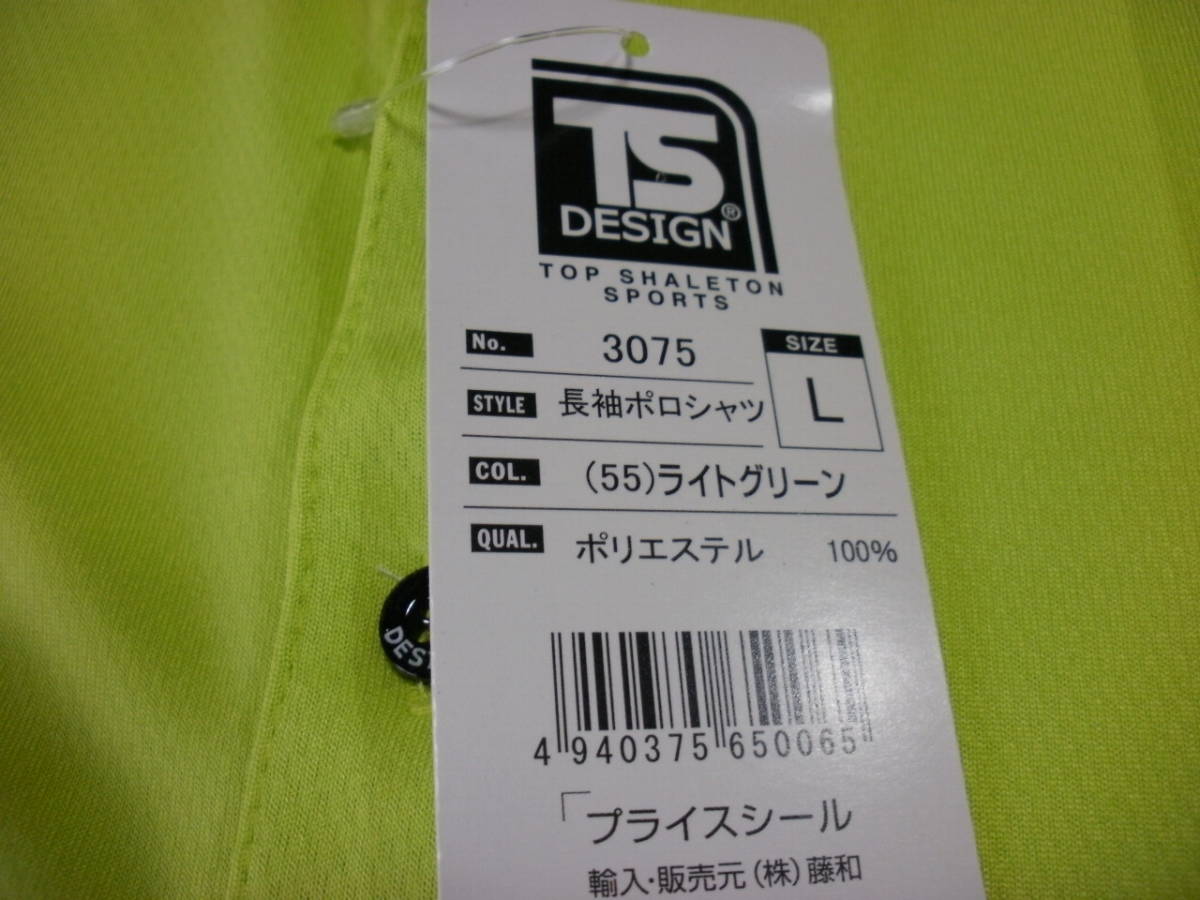 TS
DESIGN®
TOP SHALETON
SPORTS
No. 3075
SIZE
L
STYLE 長袖ポロシャツ
COL. (55)ライトグリーン
QUAL. ポリエステル 100%
4 940375 650065
「プライスシール
輸入・販売元(株)藤和